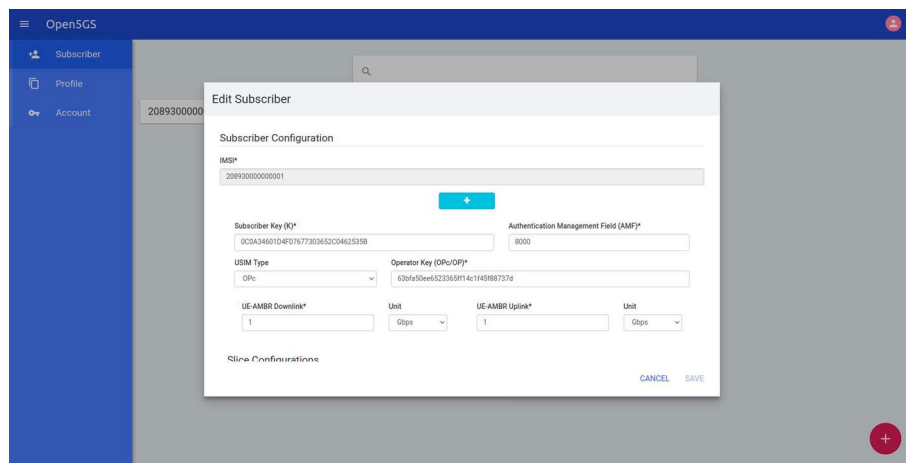 Open5GS
Subscriber
Profile
Account
2089300000
Edit Subscriber
Subscriber Configuration
IMSI*
208930000000001
+
Subscriber Key (K)*
Authentication Management Field (AMF)*
0C0A34601D4F07677303652C0462535B
8000
USIM Type
Operator Key (OPc/OP)*
OPc
63bfa50ee6523365ff14c1f45f88737d
UE-AMBR Downlink*
Unit
UE-AMBR Uplink*
Unit
1
Gbps
1
Gbps
Slice Configurations
CANCEL
SAVE
+